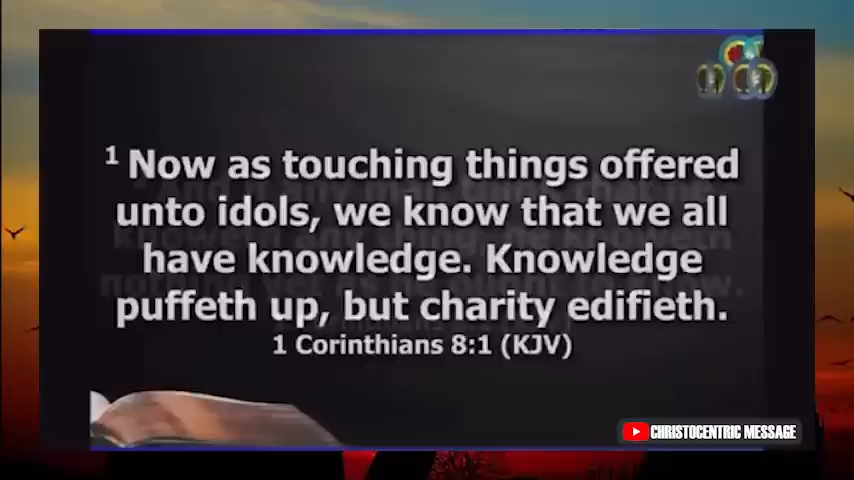 1 Now as touching things offered
unto idols, we know that we all
have knowledge. Knowledge
puffeth up, but charity edifieth.
1 Corinthians 8:1 (KJV)
CHRISTOCENTRIC MESSAGE